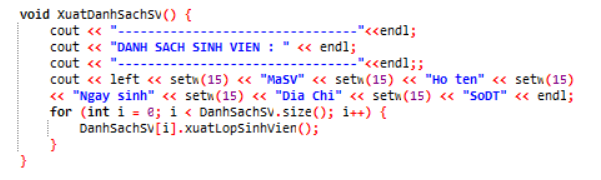 void XuatDanhSachSV() {
    cout << "---------------------------------"<<endl;
    cout << "DANH SACH SINH VIEN : " << endl;
    cout << "---------------------------------"<<endl;;
    cout << left << setw(15) << "MaSV" << setw(15) << "Ho ten" << setw(15)
    << "Ngay sinh" << setw(15) << "Dia Chi" << setw(15) << "SoDT" << endl;
    for (int i = 0; i < DanhSachSV.size(); i++) {
        DanhSachSV[i].xuatLopSinhVien();
    }
}